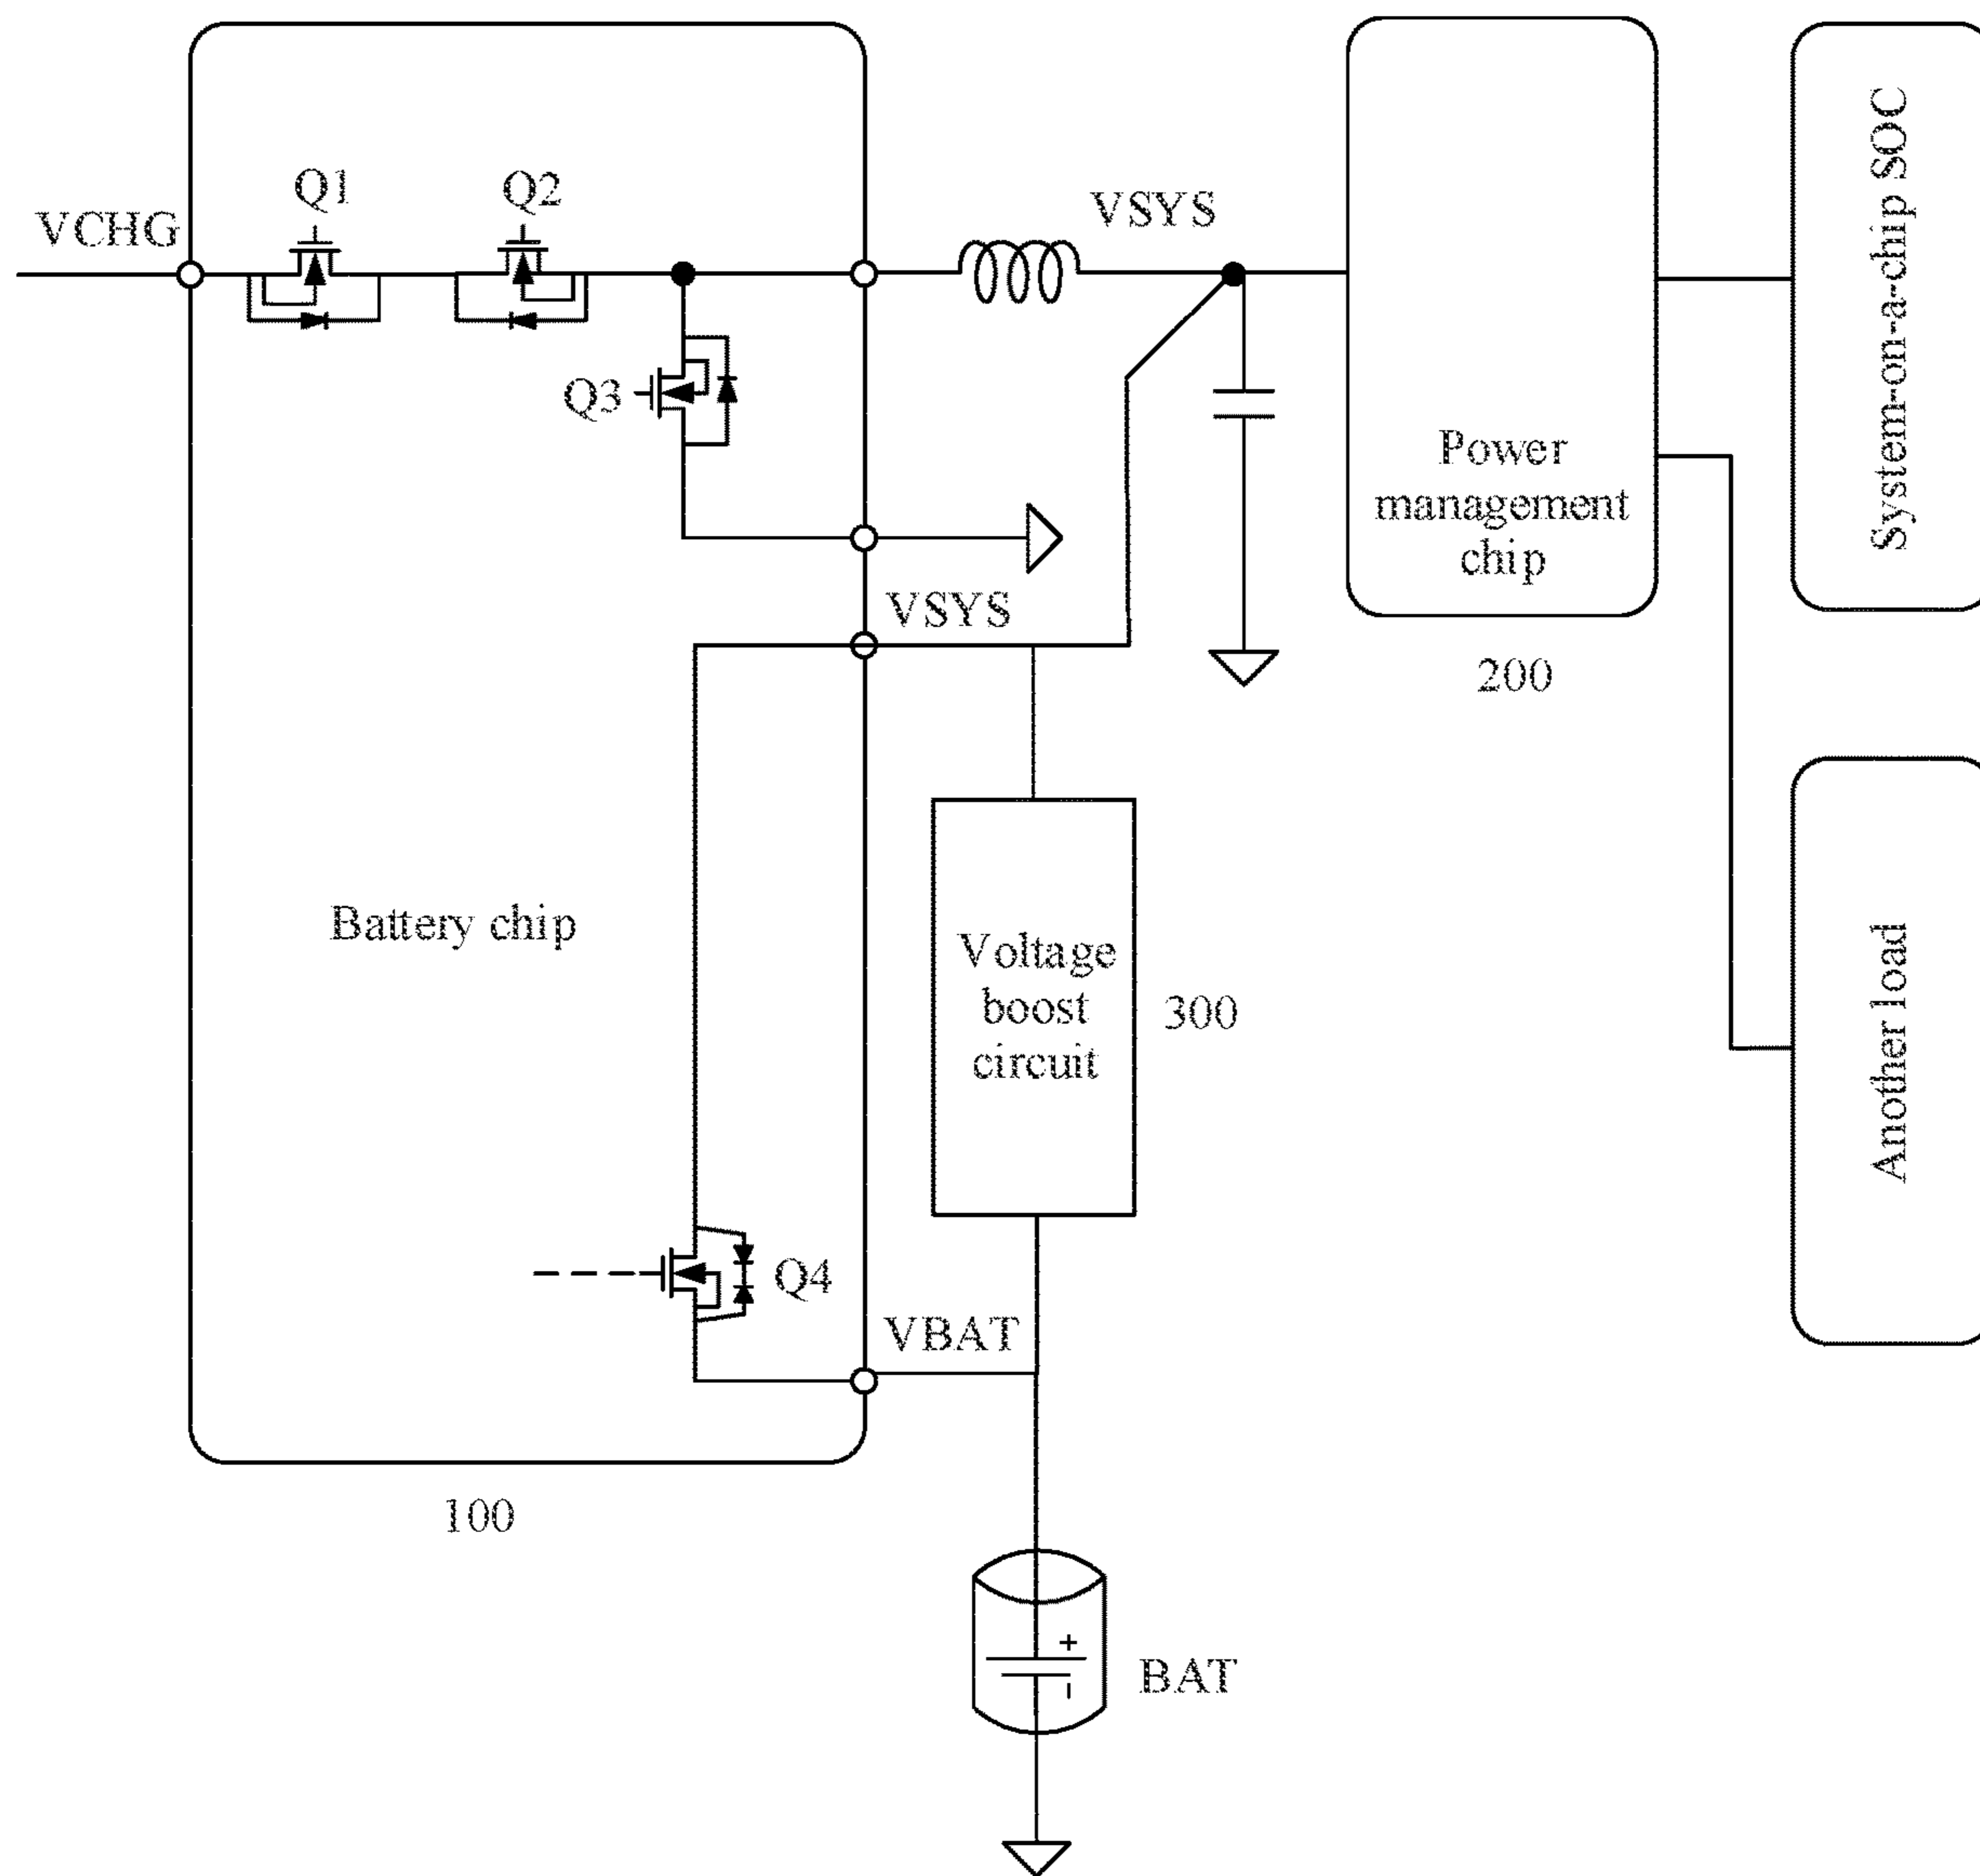 VCHG
Q1
Q2
VSYS
Q3
VSYS
Power
management
chip
200
System-on-a-chip SOC
Battery chip
Voltage
boost
circuit
300
Another load
Q4
VBAT
100
+
-
BAT